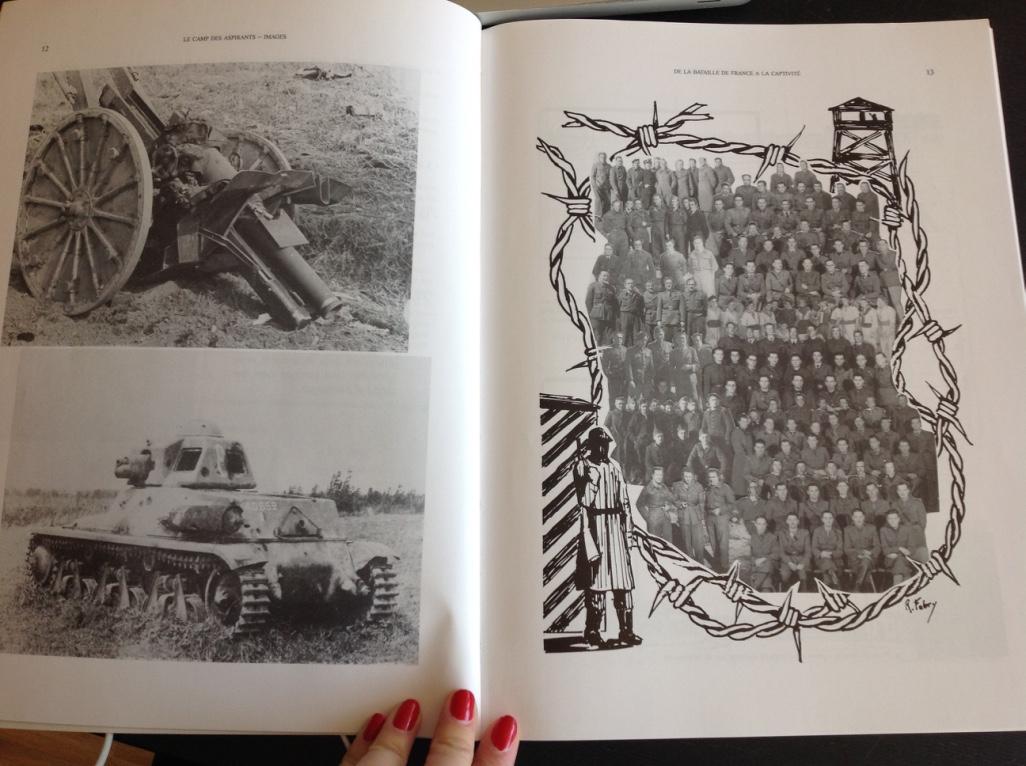 12
LE CAMP DES ASPIRANTS — IMAGES
DE LA BATAILLE DE FRANCE A LA CAPTIVITÉ
13
R. Fabry